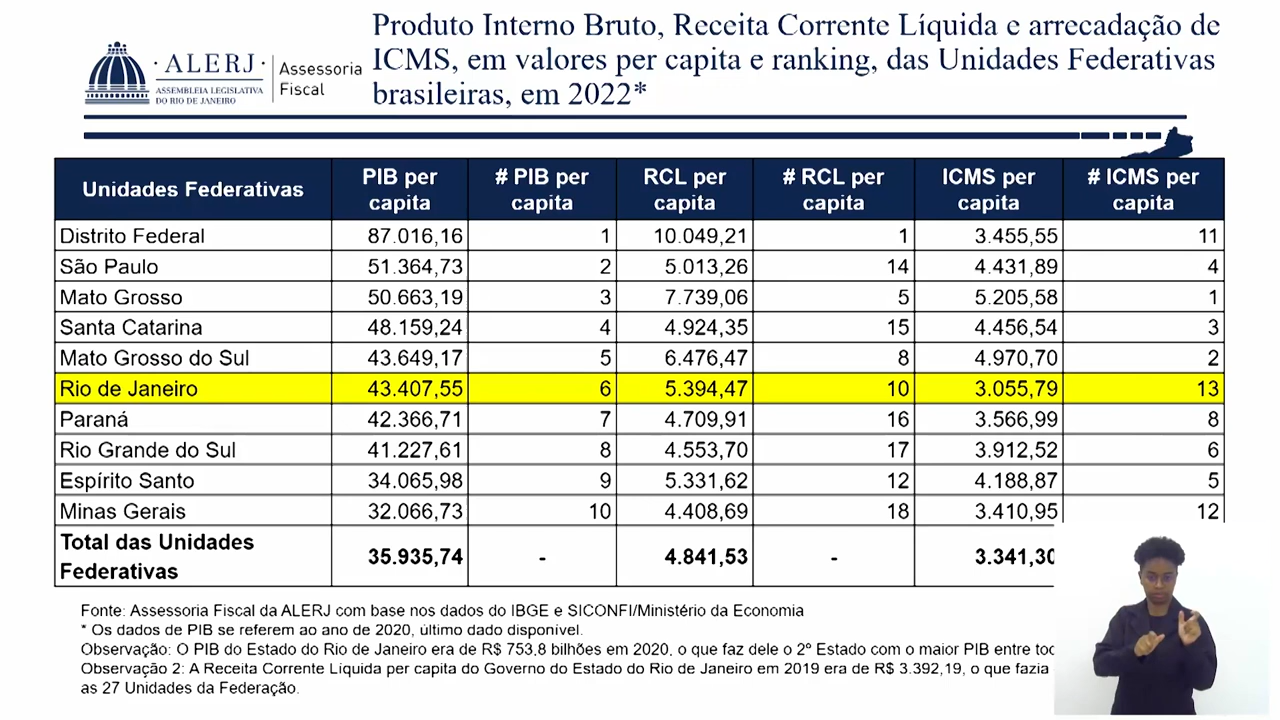 Produto Interno Bruto, Receita Corrente Líquida e arrecadação de
ICMS, em valores per capita e ranking, das Unidades Federativas
brasileiras, em 2022*
· ALERJ ·
ASSEMBLEIA LEGISLATIVA
DO RIO DE JANEIRO
Assessoria
Fiscal
Unidades Federativas PIB per capita # PIB per capita RCL per capita # RCL per capita ICMS per capita # ICMS per capita
Distrito Federal 87.016,16 1 10.049,21 1 3.455,55 11
São Paulo 51.364,73 2 5.013,26 14 4.431,89 4
Mato Grosso 50.663,19 3 7.739,06 5 5.205,58 1
Santa Catarina 48.159,24 4 4.924,35 15 4.456,54 3
Mato Grosso do Sul 43.649,17 5 6.476,47 8 4.970,70 2
Rio de Janeiro 43.407,55 6 5.394,47 10 3.055,79 13
Paraná 42.366,71 7 4.709,91 16 3.566,99 8
Rio Grande do Sul 41.227,61 8 4.553,70 17 3.912,52 6
Espírito Santo 34.065,98 9 5.331,62 12 4.188,87 5
Minas Gerais 32.066,73 10 4.408,69 18 3.410,95 12
Total das Unidades Federativas 35.935,74 - 4.841,53 - 3.341,30
Fonte: Assessoria Fiscal da ALERJ com base nos dados do IBGE e SICONFI/Ministério da Economia
* Os dados de PIB se referem ao ano de 2020, último dado disponível.
Observação: O PIB do Estado do Rio de Janeiro era de R$ 753,8 bilhões em 2020, o que faz dele o 2º Estado com o maior PIB entre
Observação 2: A Receita Corrente Líquida per capita do Governo do Estado do Rio de Janeiro em 2019 era de R$ 3.392,19, o que fazia
as 27 Unidades da Federação.